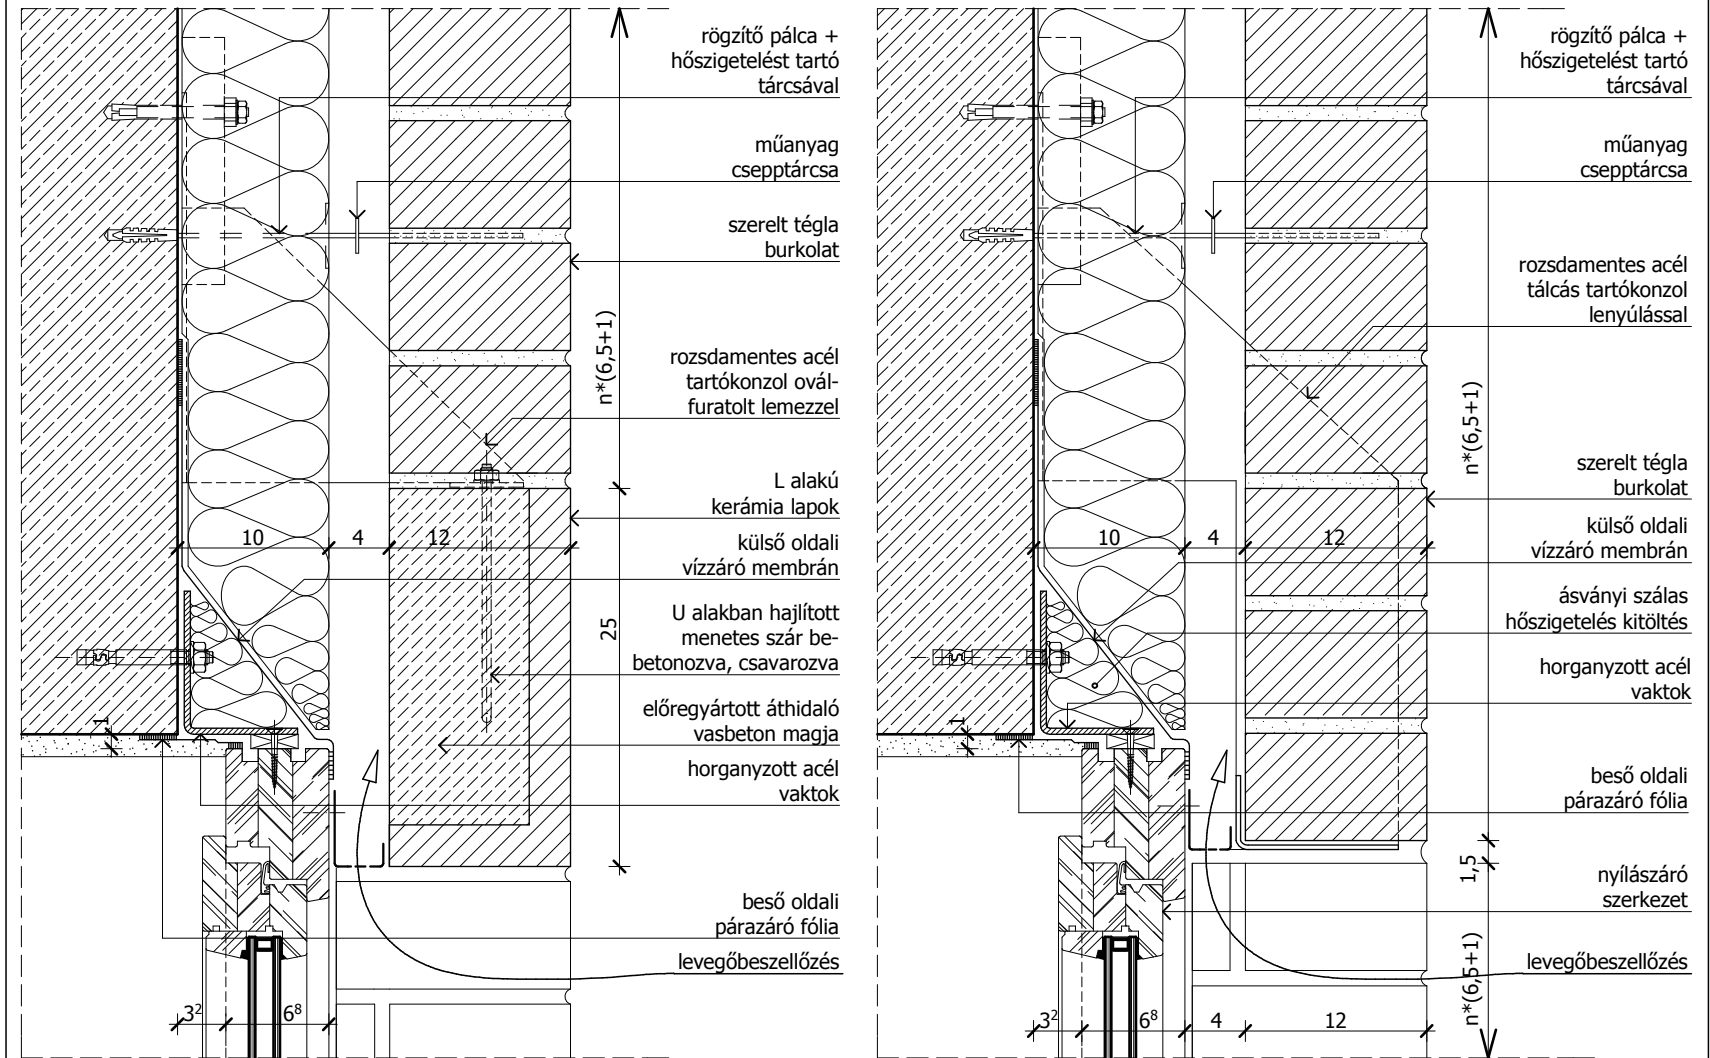 rögzítő pálca +
hőszigetelést tartó
tárcsával
műanyag
csepptárcsa
szerelt tégla
burkolat
n*(6,5+1)
rozsdamentes acél
tartókonzol ovál-
furatolt lemezzel
L alakú
kerámia lapok
10
4
12
külső oldali
vízzáró membrán
25
U alakban hajlított
menetes szár be-
betonozva, csavarozva
előregyártott áthidaló
vasbeton magja
1
horganyzott acél
vaktok
beső oldali
párazáró fólia
levegőbeszellőzés
3²
6⁸
rögzítő pálca +
hőszigetelést tartó
tárcsával
műanyag
csepptárcsa
rozsdamentes acél
tálcás tartókonzol
lenyúlással
n*(6,5+1)
szerelt tégla
burkolat
10
4
12
külső oldali
vízzáró membrán
ásványi szálas
hőszigetelés kitöltés
horganyzott acél
vaktok
1
beső oldali
párazáró fólia
1,5
nyílászáró
szerkezet
levegőbeszellőzés
n*(6,5+1)
3²
6⁸
4
12